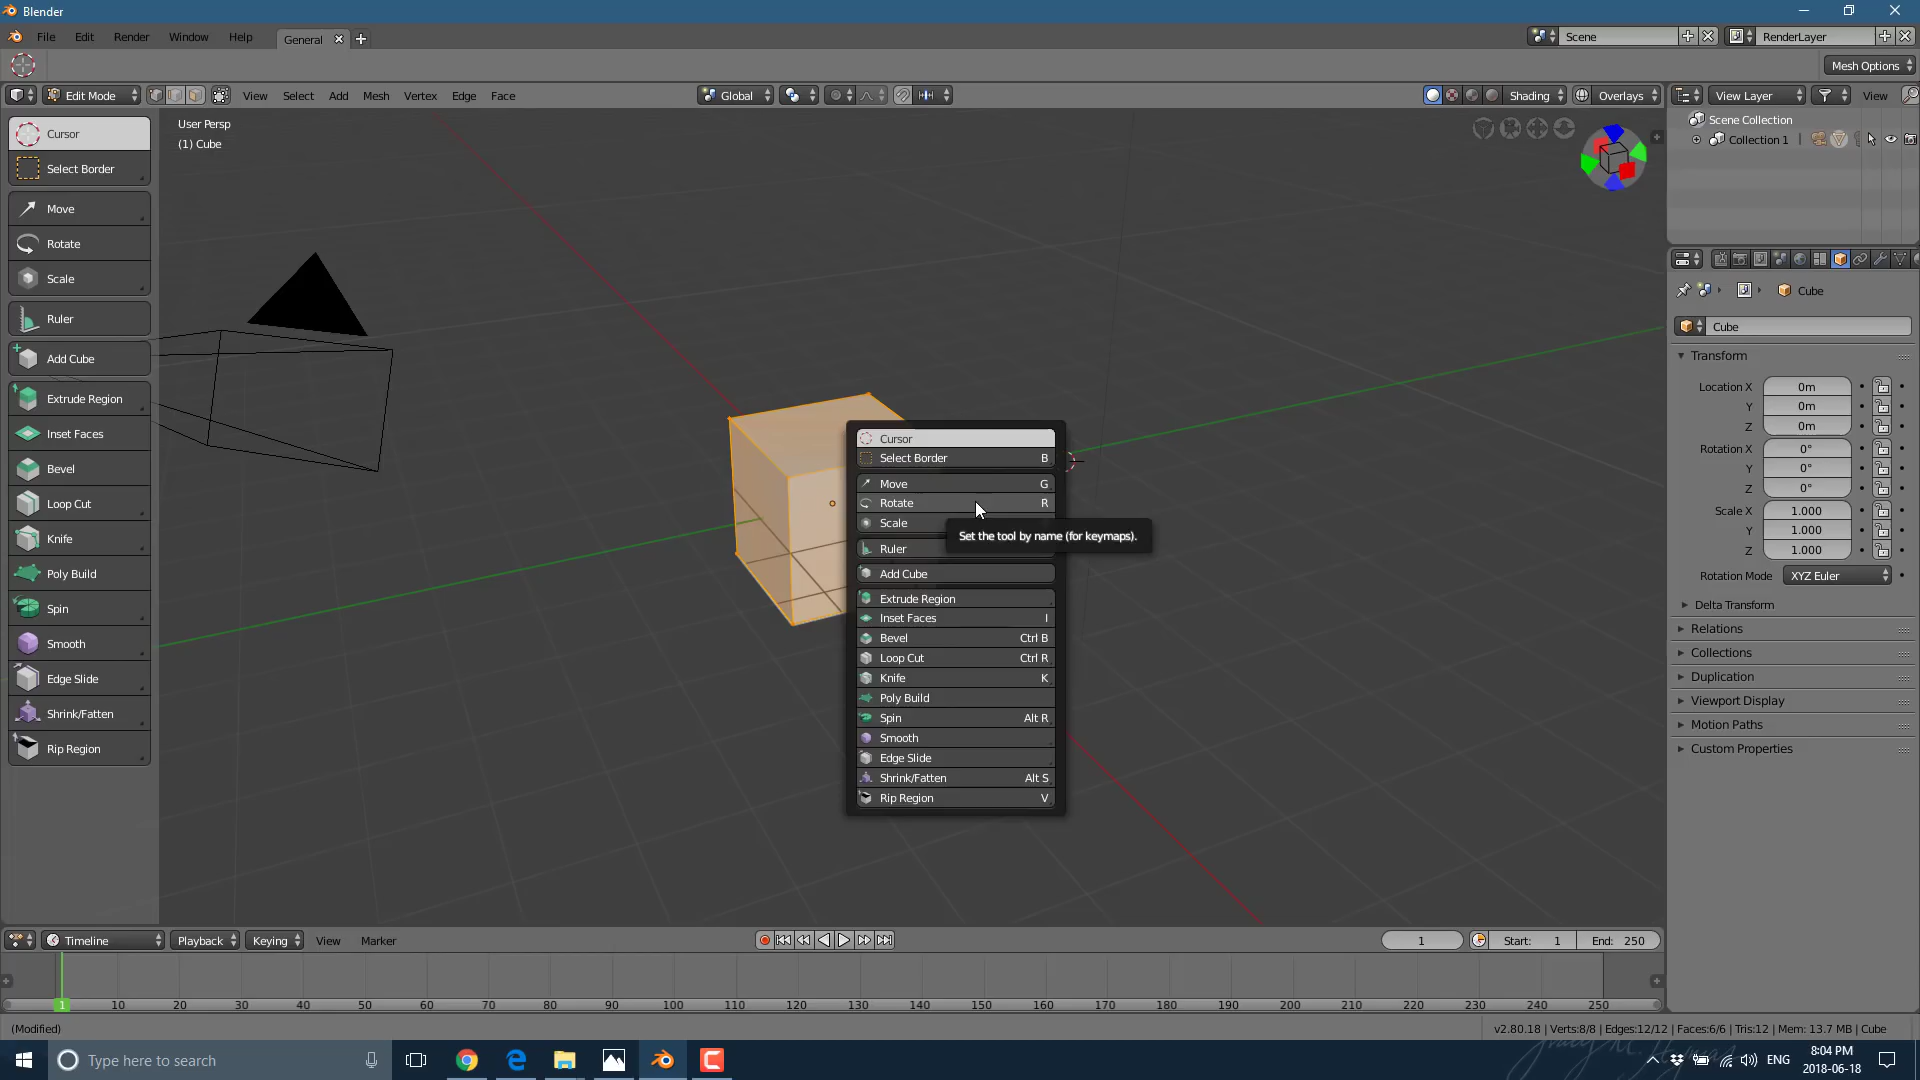 Blender
File Edit Render Window Help General
Scene RenderLayer
Mesh Options
Edit Mode View Select Add Mesh Vertex Edge Face Global Shading Overlays View Layer View
User Persp
(1) Cube
Cursor
Select Border
Move
Rotate
Scale
Ruler
Add Cube
Extrude Region
Inset Faces
Bevel
Loop Cut
Knife
Poly Build
Spin
Smooth
Edge Slide
Shrink/Fatten
Rip Region
Cursor
Select Border B
Move G
Rotate R
Scale
Set the tool by name (for keymaps).
Ruler
Add Cube
Extrude Region
Inset Faces I
Bevel Ctrl B
Loop Cut Ctrl R
Knife K
Poly Build
Spin Alt R
Smooth
Edge Slide
Shrink/Fatten Alt S
Rip Region V
Scene Collection
Collection 1
Cube
Cube
Transform
Location X 0m
Y 0m
Z 0m
Rotation X 0°
Y 0°
Z 0°
Scale X 1.000
Y 1.000
Z 1.000
Rotation Mode XYZ Euler
Delta Transform
Relations
Collections
Duplication
Viewport Display
Motion Paths
Custom Properties
Timeline Playback Keying View Marker 1 Start: 1 End: 250
1 10 20 30 40 50 60 70 80 90 100 110 120 130 140 150 160 170 180 190 200 210 220 230 240 250
(Modified) v2.80.18 | Verts:8/8 | Edges:12/12 | Faces:6/6 | Tris:12 | Mem: 13.7 MB | Cube
Type here to search ENG 8:04 PM
2018-06-18